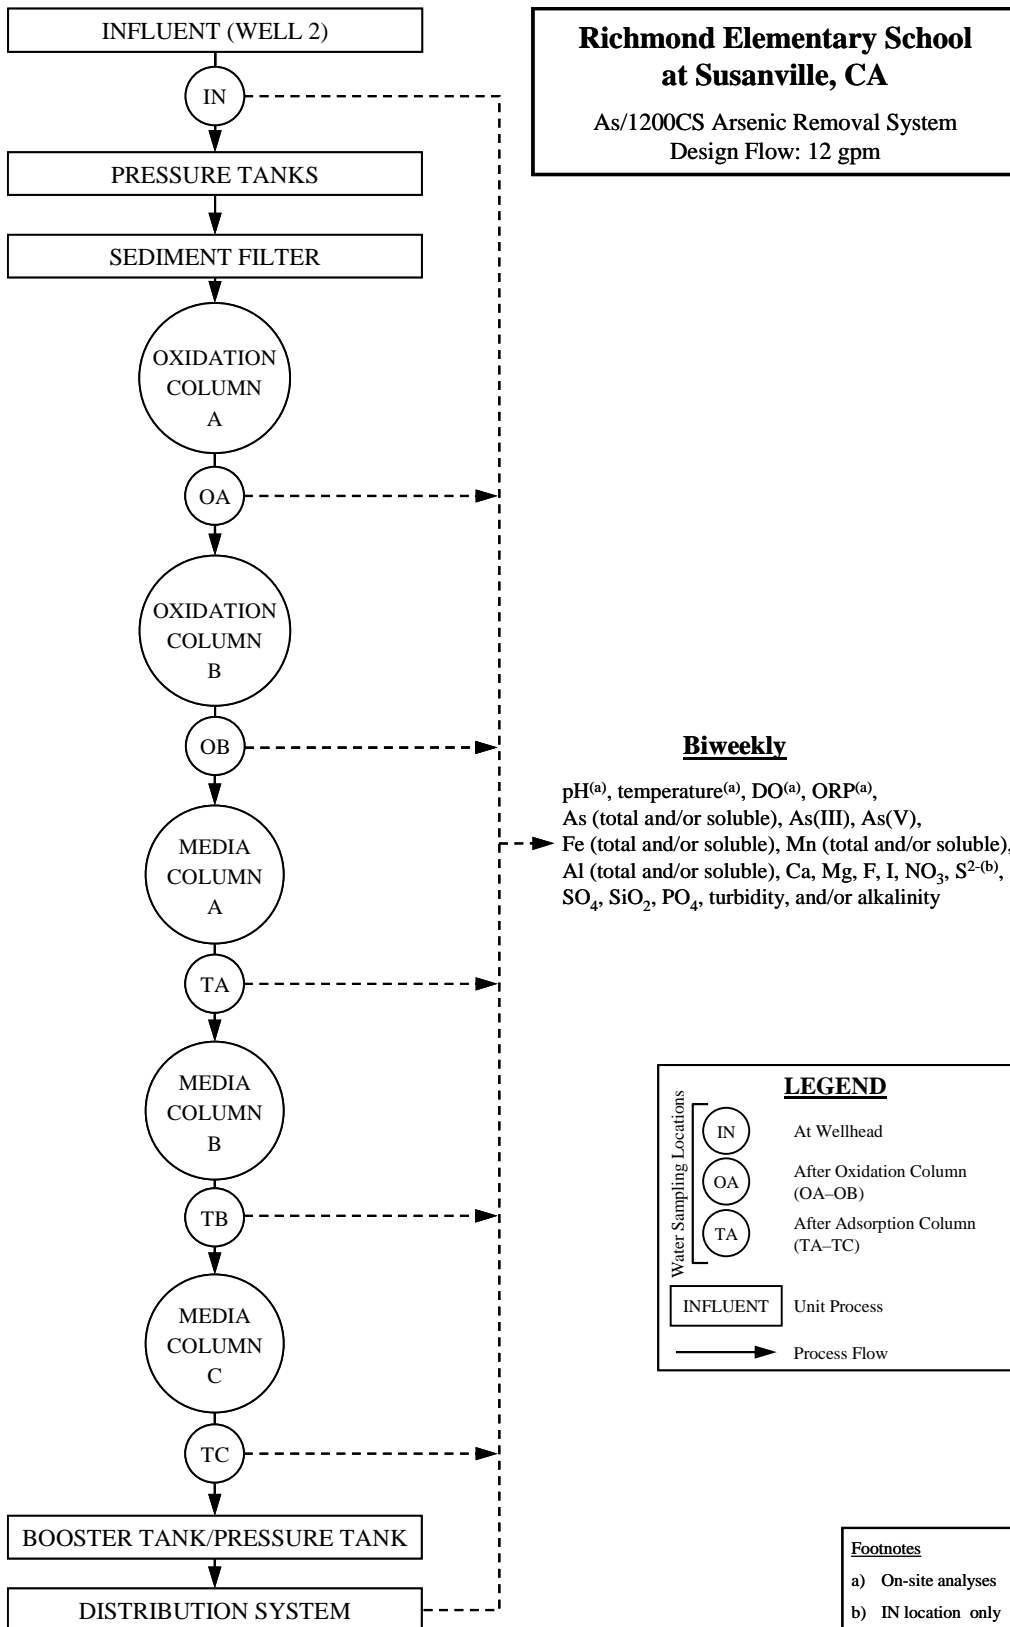 INFLUENT (WELL 2)
Richmond Elementary School
at Susanville, CA
As/1200CS Arsenic Removal System
Design Flow: 12 gpm
IN
PRESSURE TANKS
SEDIMENT FILTER
OXIDATION
COLUMN
A
OA
OXIDATION
COLUMN
B
OB
MEDIA
COLUMN
A
TA
MEDIA
COLUMN
B
TB
MEDIA
COLUMN
C
TC
BOOSTER TANK/PRESSURE TANK
DISTRIBUTION SYSTEM
Biweekly
pH(a), temperature(a), DO(a), ORP(a),
As (total and/or soluble), As(III), As(V),
Fe (total and/or soluble), Mn (total and/or soluble),
Al (total and/or soluble), Ca, Mg, F, I, NO3, S2-(b),
SO4, SiO2, PO4, turbidity, and/or alkalinity
LEGEND
Water Sampling Locations
IN At Wellhead
OA After Oxidation Column
(OA–OB)
TA After Adsorption Column
(TA–TC)
INFLUENT Unit Process
Process Flow
Footnotes
a) On-site analyses
b) IN location only